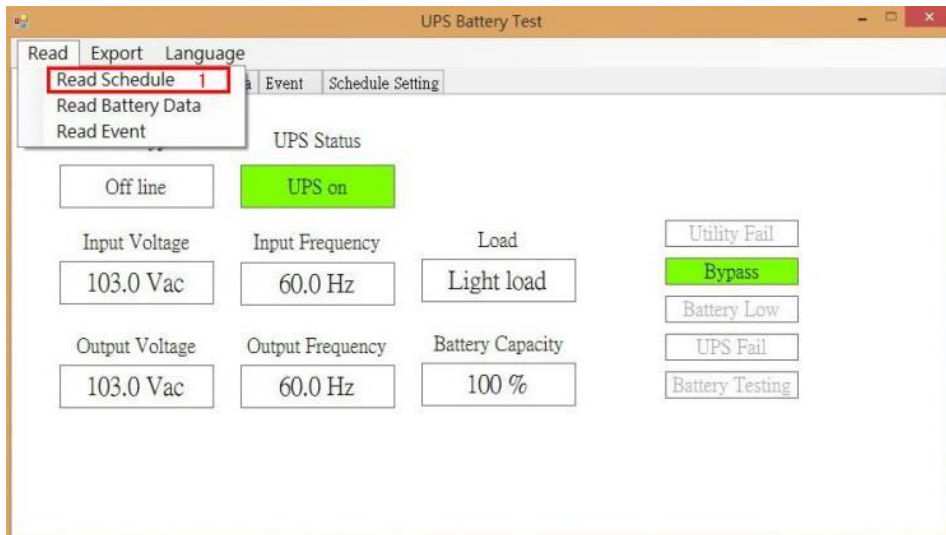 UPS Battery Test
Read Export Language
Read Schedule 1
Read Battery Data
Read Event
Event Schedule Setting
UPS Status
Off line UPS on
Input Voltage Input Frequency Load
103.0 Vac 60.0 Hz Light load
Output Voltage Output Frequency Battery Capacity
103.0 Vac 60.0 Hz 100 %
Utility Fail
Bypass
Battery Low
UPS Fail
Battery Testing